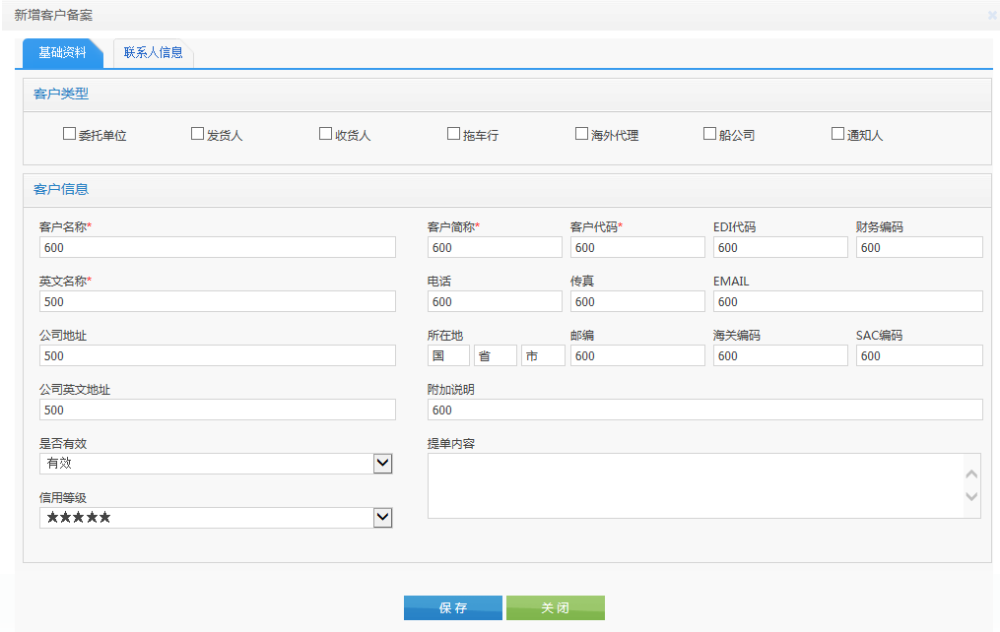 新增客户备案
基础资料 联系人信息
客户类型
委托单位 发货人 收货人 拖车行 海外代理 船公司 通知人
客户信息
客户名称* 客户简称* 客户代码* EDI代码 财务编码
600 600 600 600 600
英文名称* 电话 传真 EMAIL
500 600 600 600
公司地址 所在地 邮编 海关编码 SAC编码
500 国 省 市 600 600 600
公司英文地址 附加说明
500 600
是否有效 提单内容
有效
信用等级
★★★★★
保存 关闭